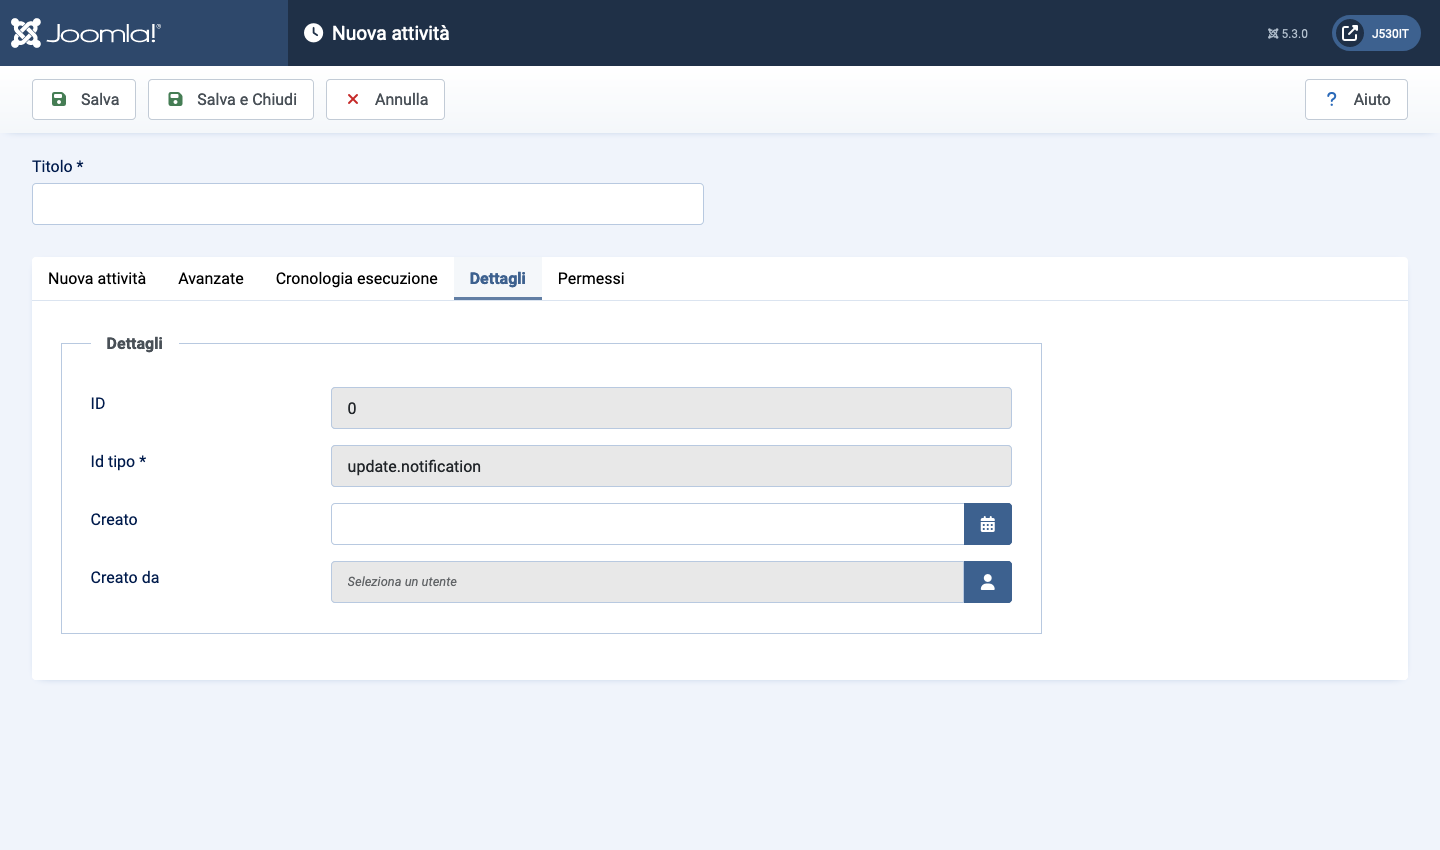 Joomla!®
Nuova attività
5.3.0
J530IT
Salva
Salva e Chiudi
Annulla
? Aiuto
Titolo *
Nuova attività
Avanzate
Cronologia esecuzione
Dettagli
Permessi
Dettagli
ID
0
Id tipo *
update.notification
Creato
Creato da
Seleziona un utente